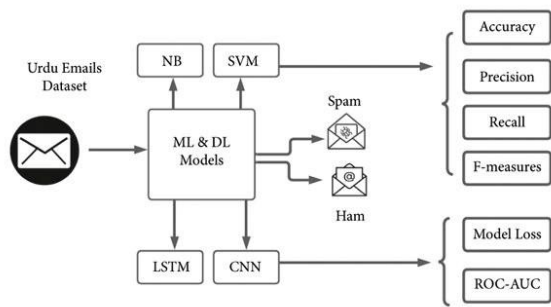 Urdu Emails
Dataset
NB
SVM
ML & DL
Models
LSTM
CNN
Spam
@
Ham
Accuracy
Precision
Recall
F-measures
Model Loss
ROC-AUC